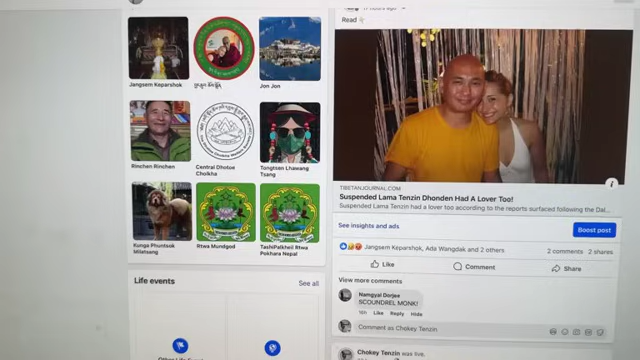 Read
Jangsem Keparshok
Jon Jon
Rinchen Rinchen
Central Dhotoe
Cholkha
Tongtsen Lhawang
Tsang
Kunga Phuntsok
Milatsang
Rtwa Mundgod
TashiPalkheil Rtwa
Pokhara Nepal
Life events
See all
TIBETANJOURNAL.COM
Suspended Lama Tenzin Dhonden Had A Lover Too!
Suspended Lama Tenzin had a lover too according to the reports surfaced following the Dal...
See insights and ads
Boost post
Jangsem Keparshok, Ada Wangdak and 2 others
2 comments 2 shares
Like
Comment
Share
View more comments
Namgyal Dorjee
SCOUNDREL MONK!
Like Reply Hide
Comment as Chokey Tenzin
Chokey Tenzin was live.